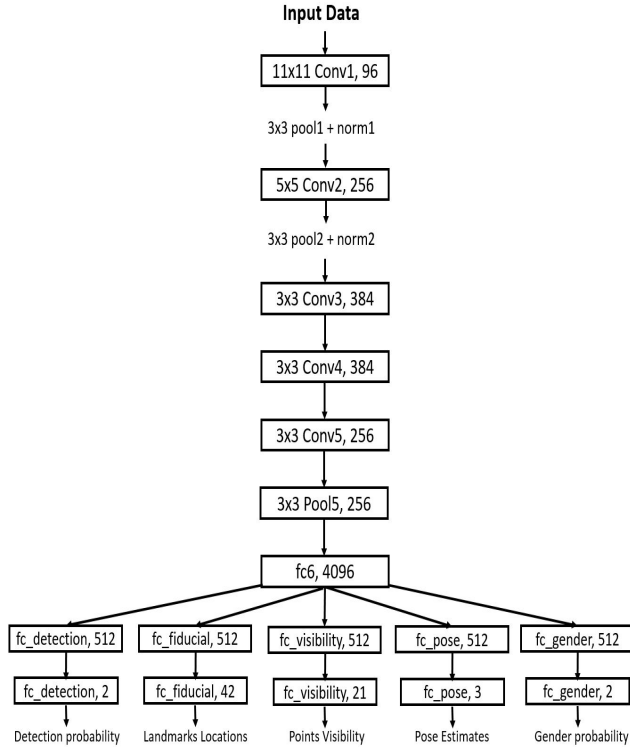 Input Data
11x11 Conv1, 96
3x3 pool1 + norm1
5x5 Conv2, 256
3x3 pool2 + norm2
3x3 Conv3, 384
3x3 Conv4, 384
3x3 Conv5, 256
3x3 Pool5, 256
fc6, 4096
fc_detection, 512
fc_fiducial, 512
fc_visibility, 512
fc_pose, 512
fc_gender, 512
fc_detection, 2
fc_fiducial, 42
fc_visibility, 21
fc_pose, 3
fc_gender, 2
Detection probability
Landmarks Locations
Points Visibility
Pose Estimates
Gender probability